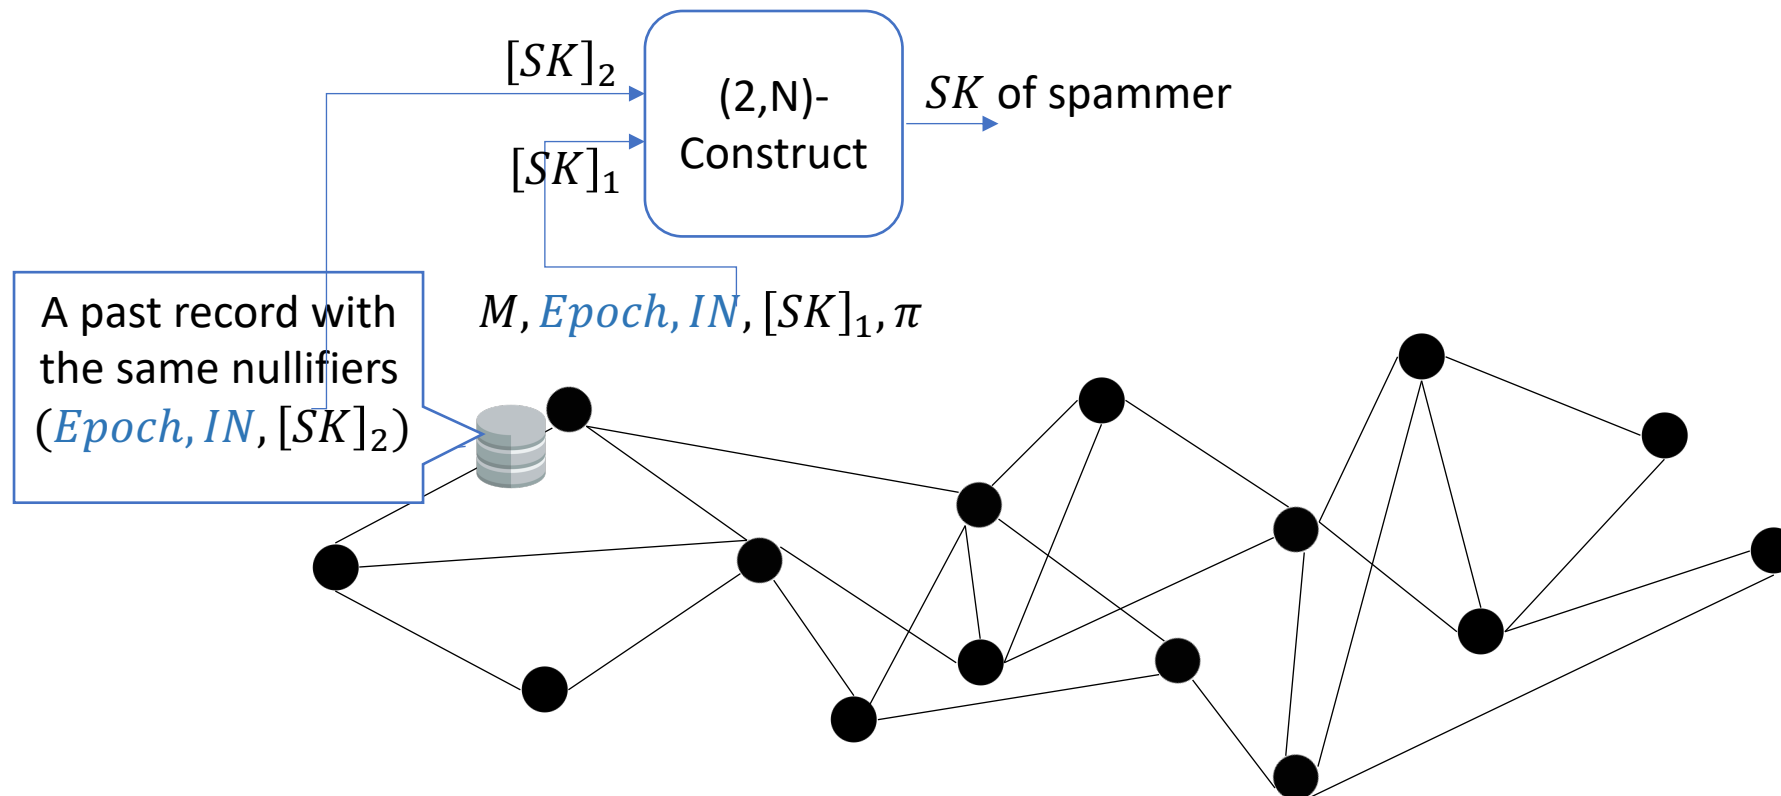 [SK]₂
(2,N)-
Construct
SK of spammer
[SK]₁
A past record with
the same nullifiers
(Epoch, IN, [SK]₂)
M, Epoch, IN, [SK]₁, π